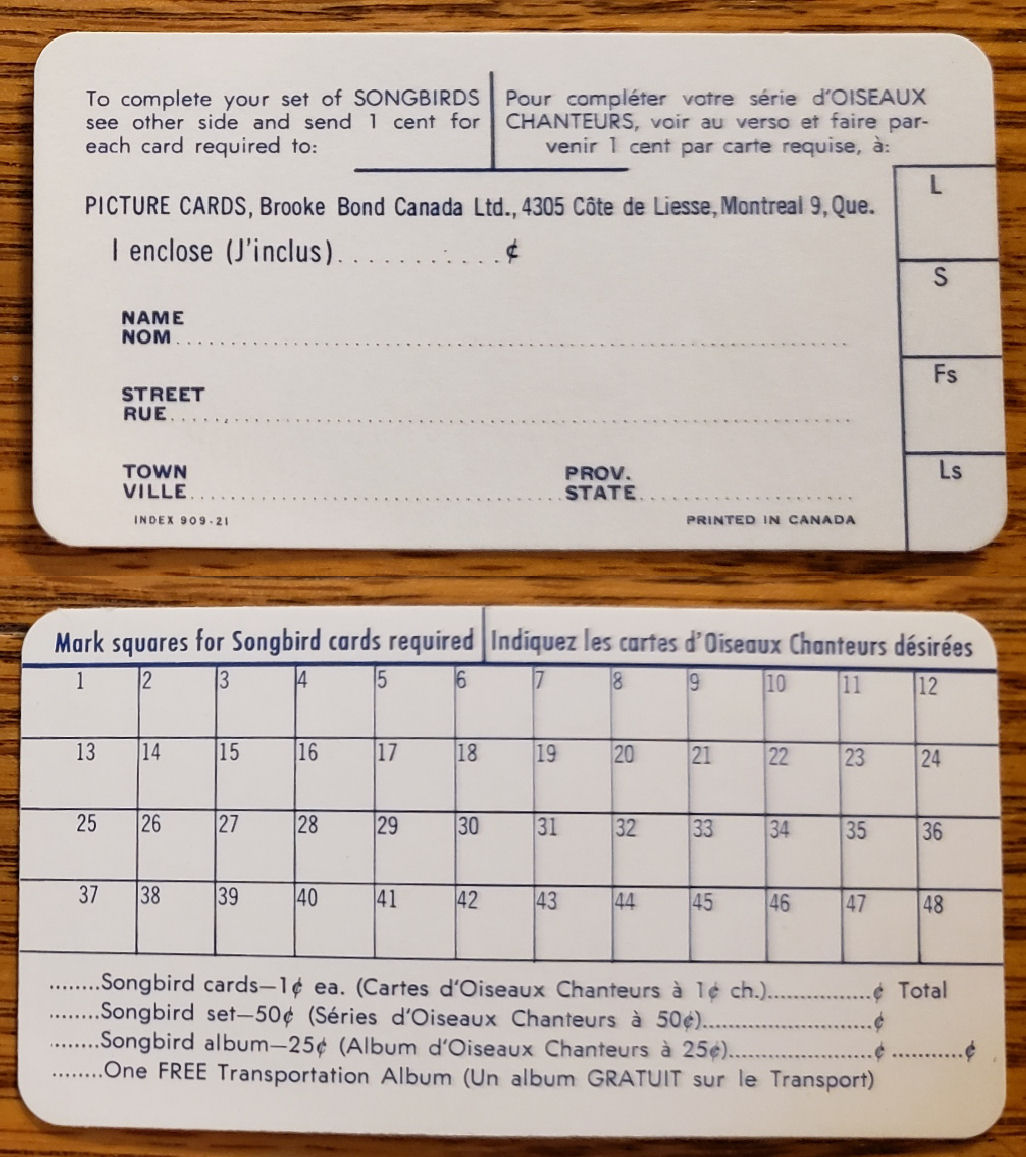 To complete your set of SONGBIRDS
see other side and send 1 cent for
each card required to:
Pour compléter votre série d'OISEAUX
CHANTEURS, voir au verso et faire par-
venir 1 cent par carte requise, à:
PICTURE CARDS, Brooke Bond Canada Ltd., 4305 Côte de Liesse, Montreal 9, Que.
I enclose (J'inclus)............¢
NAME
NOM
STREET
RUE
TOWN
VILLE
PROV.
STATE
INDEX 909-21
PRINTED IN CANADA
L
S
Fs
Ls
Mark squares for Songbird cards required
Indiquez les cartes d'Oiseaux Chanteurs désirées
1 2 3 4 5 6 7 8 9 10 11 12
13 14 15 16 17 18 19 20 21 22 23 24
25 26 27 28 29 30 31 32 33 34 35 36
37 38 39 40 41 42 43 44 45 46 47 48
........Songbird cards—1¢ ea. (Cartes d'Oiseaux Chanteurs à 1¢ ch.)................¢ Total
........Songbird set—50¢ (Séries d'Oiseaux Chanteurs à 50¢)..........................¢
........Songbird album—25¢ (Album d'Oiseaux Chanteurs à 25¢)......................¢ ...........¢
........One FREE Transportation Album (Un album GRATUIT sur le Transport)